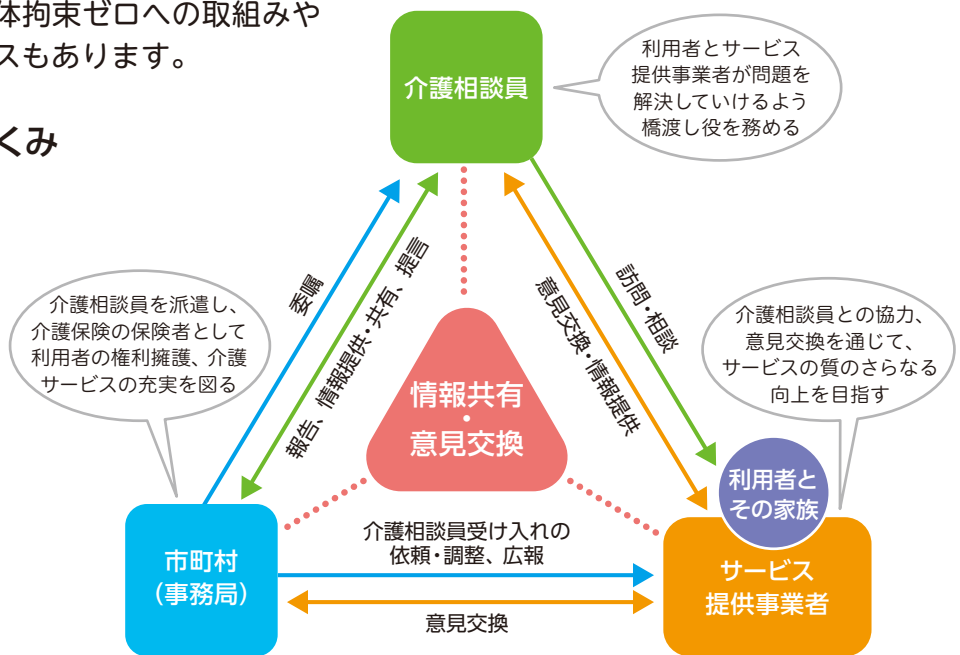 体拘束ゼロへの取組みや
スもあります。
くみ
介護相談員
利用者とサービス
提供事業者が問題を
解決していけるよう
橋渡し役を務める
委嘱
報告、情報提供・共有、提言
意見交換・情報提供
訪問・相談
介護相談員を派遣し、
介護保険の保険者として
利用者の権利擁護、介護
サービスの充実を図る
介護相談員との協力、
意見交換を通じて、
サービスの質のさらなる
向上を目指す
情報共有
・
意見交換
利用者と
その家族
市町村
（事務局）
介護相談員受け入れの
依頼・調整、広報
意見交換
サービス
提供事業者